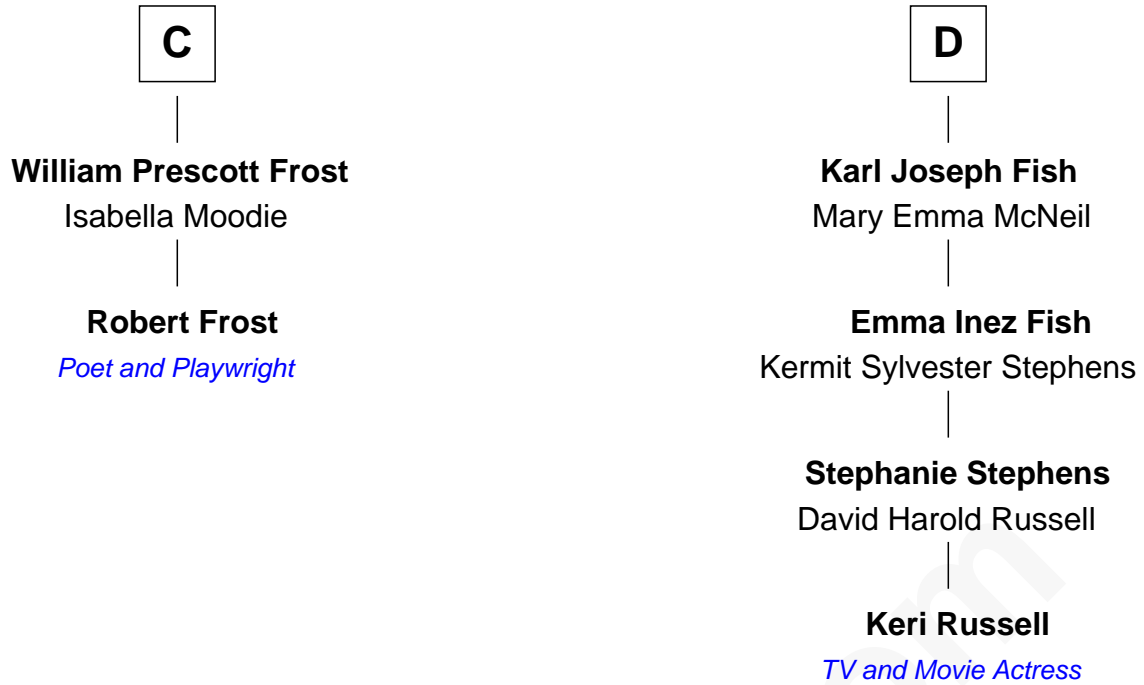 C
William Prescott Frost
Isabella Moodie
Robert Frost
Poet and Playwright
D
Karl Joseph Fish
Mary Emma McNeil
Emma Inez Fish
Kermit Sylvester Stephens
Stephanie Stephens
David Harold Russell
Keri Russell
TV and Movie Actress